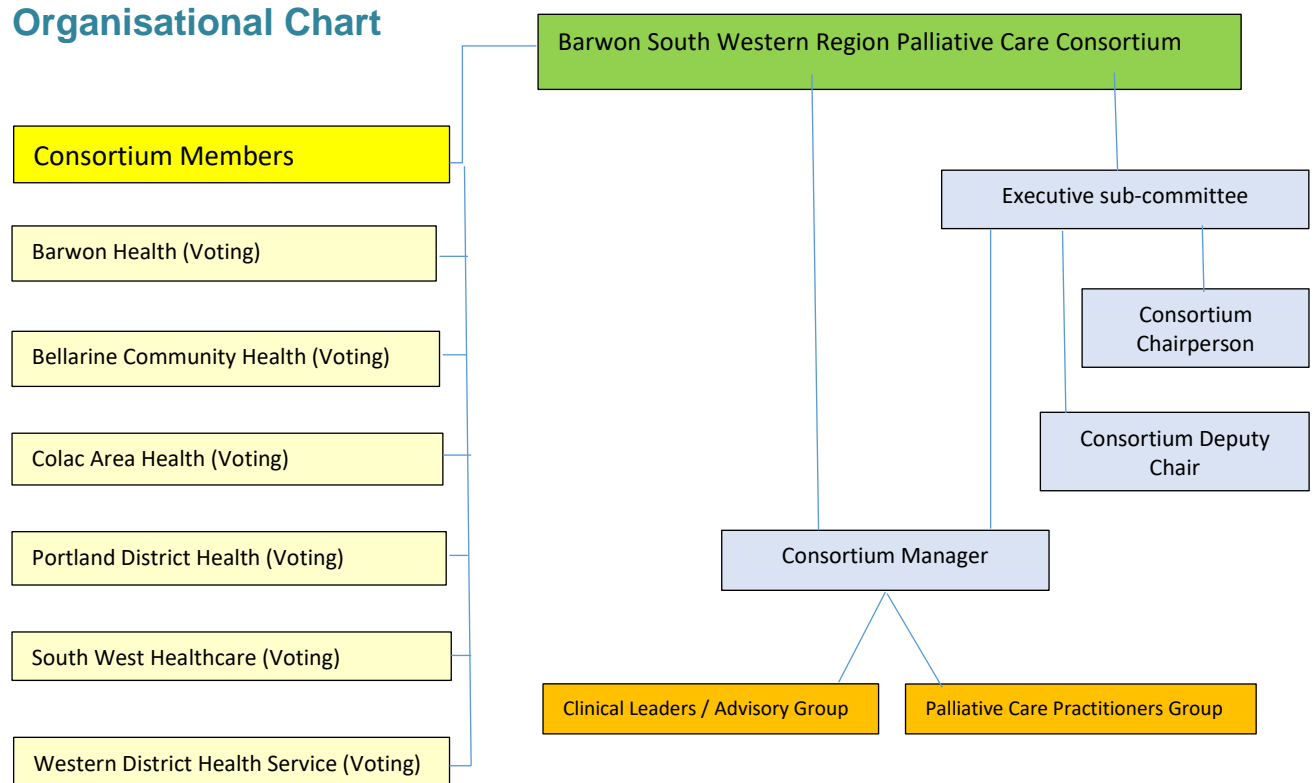 Organisational Chart
Barwon South Western Region Palliative Care Consortium
Consortium Members
Barwon Health (Voting)
Bellarine Community Health (Voting)
Colac Area Health (Voting)
Portland District Health (Voting)
South West Healthcare (Voting)
Western District Health Service (Voting)
Executive sub-committee
Consortium
Chairperson
Consortium Deputy
Chair
Consortium Manager
Clinical Leaders / Advisory Group
Palliative Care Practitioners Group